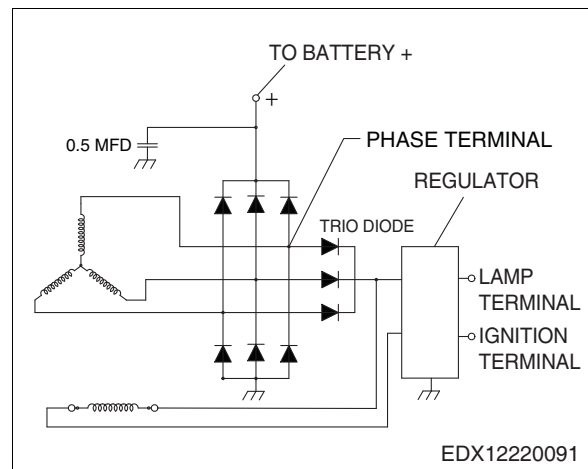 TO BATTERY +
+
0.5 MFD
PHASE TERMINAL
REGULATOR
TRIO DIODE
LAMP
TERMINAL
IGNITION
TERMINAL
EDX12220091